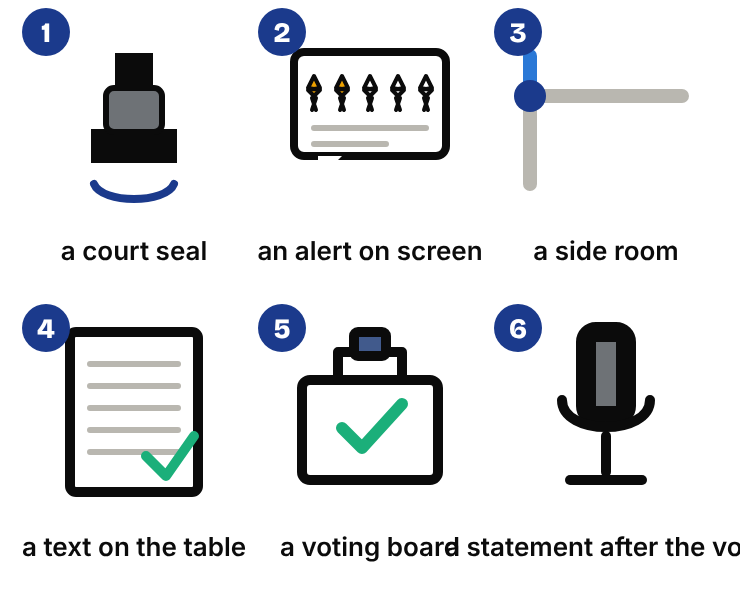 1
2
3
a court seal
an alert on screen
a side room
4
5
6
a text on the table
a voting board
statement after the vo